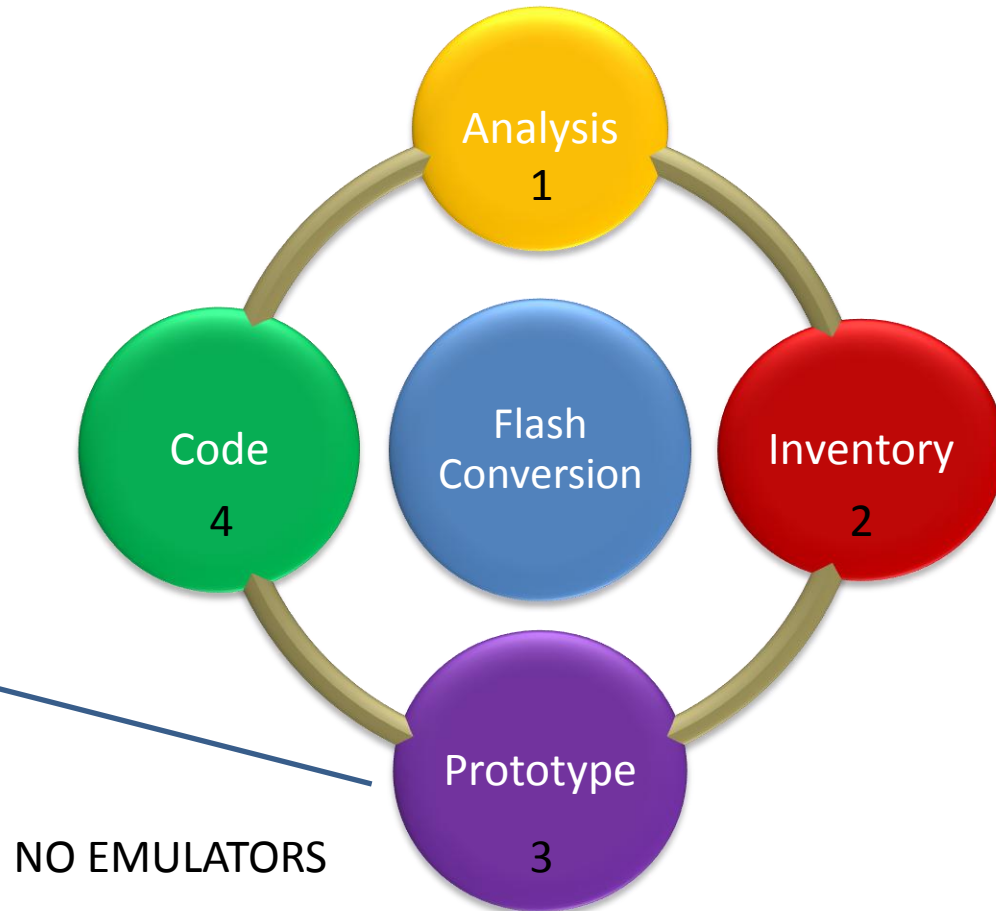 Analysis
1
Code
4
Flash
Conversion
Inventory
2
Prototype
3
NO EMULATORS